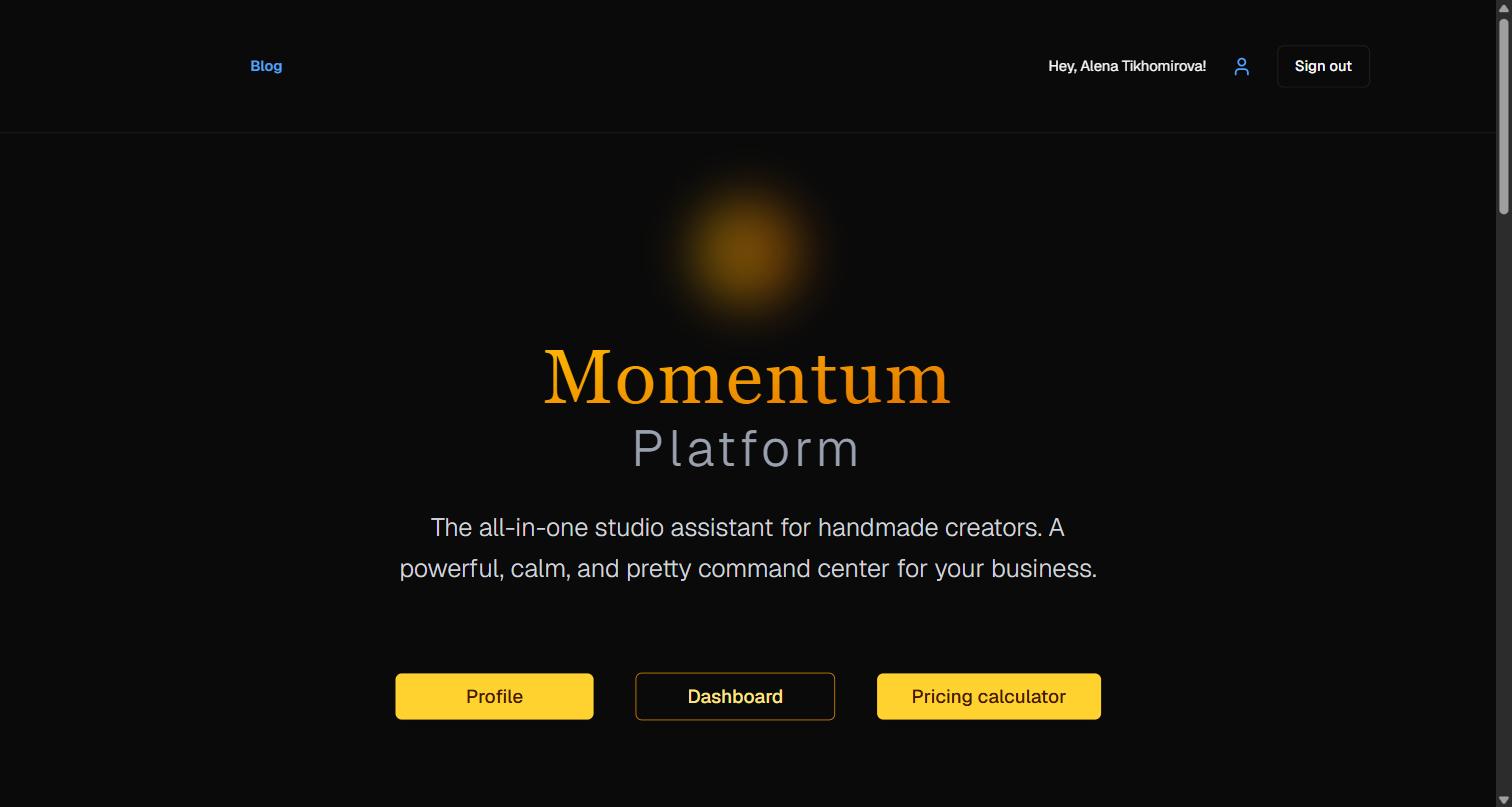 Blog
Hey, Alena Tikhomirova!
Sign out
Momentum
Platform
The all-in-one studio assistant for handmade creators. A
powerful, calm, and pretty command center for your business.
Profile
Dashboard
Pricing calculator